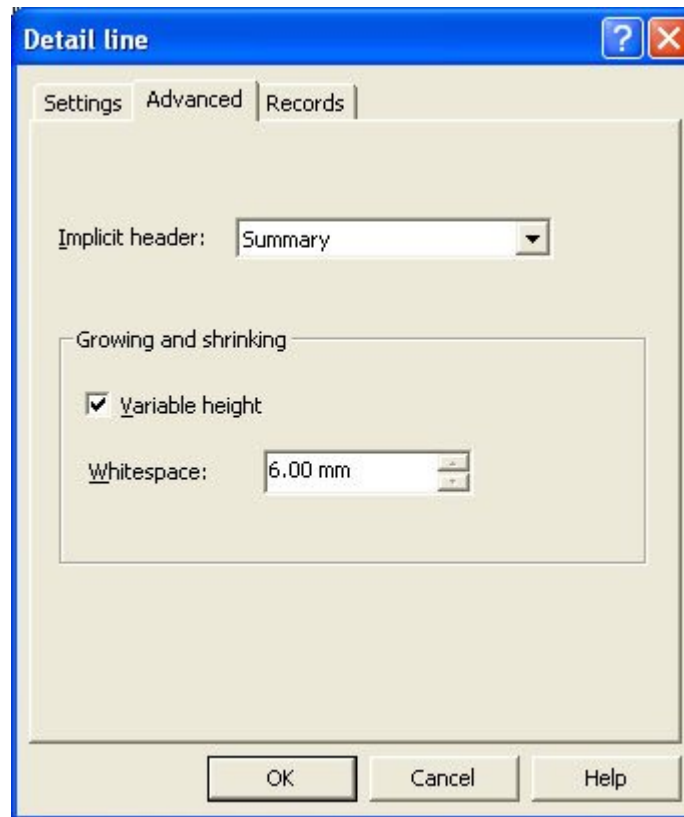 Detail line
Settings Advanced Records
Implicit header: Summary
Growing and shrinking
Variable height
Whitespace: 6.00 mm
OK Cancel Help